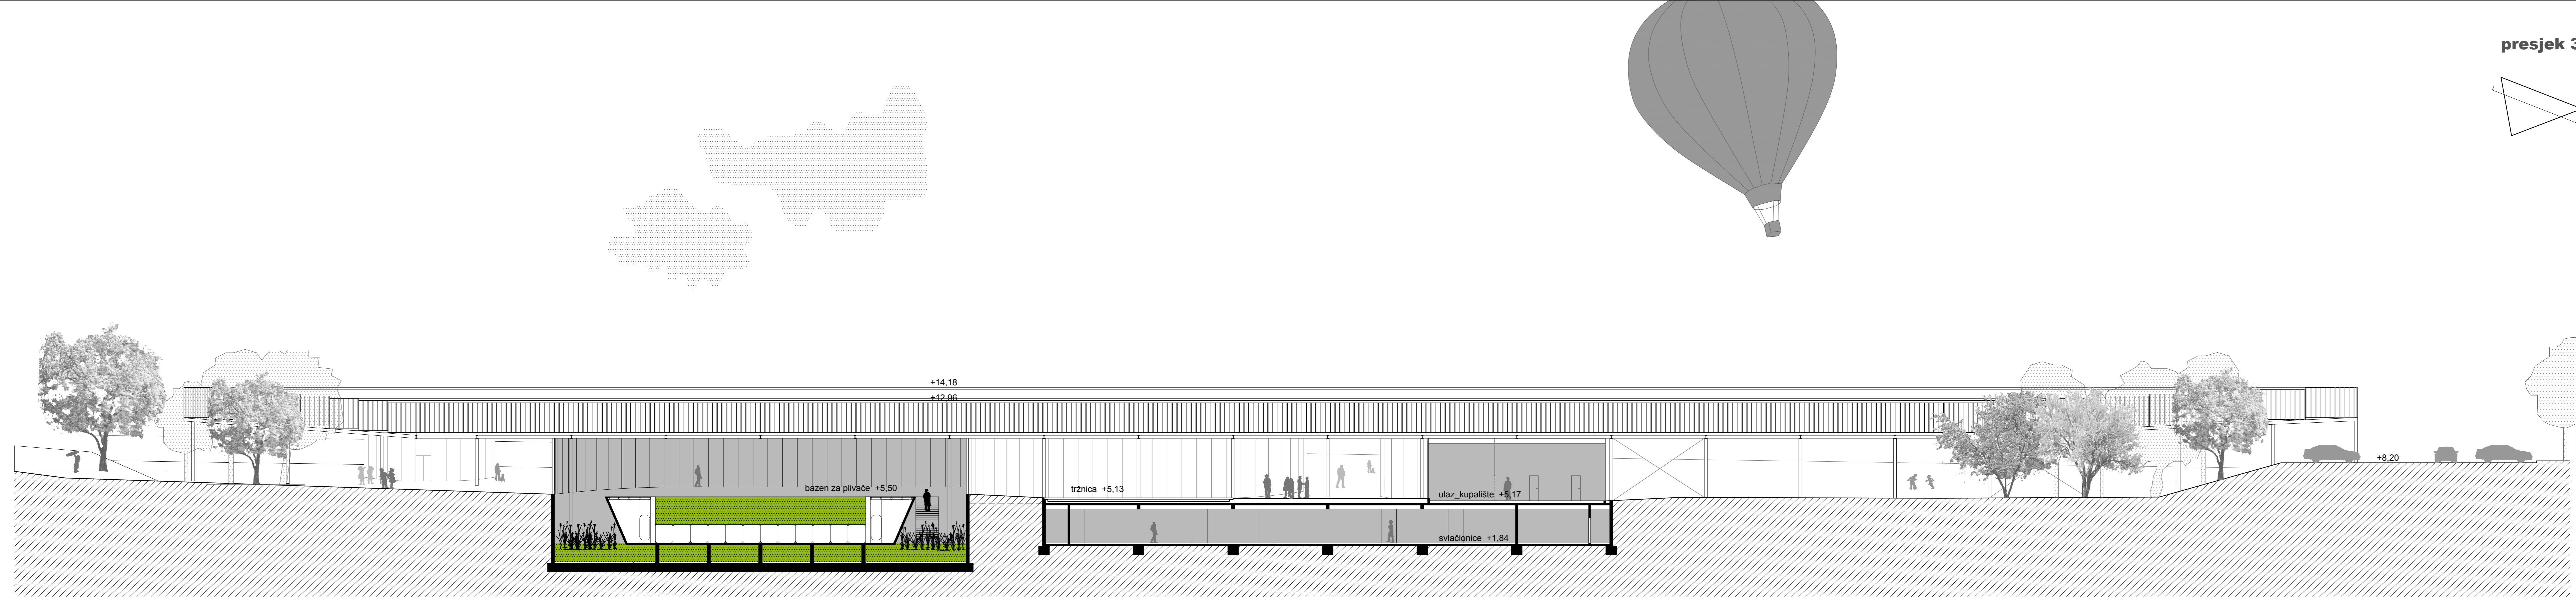 presjek 3
+14,18
+12,96
+8,20
bazen za plivače +5,50
tržnica +5,13
ulaz_kupalište +5,17
svlačionice +1,84